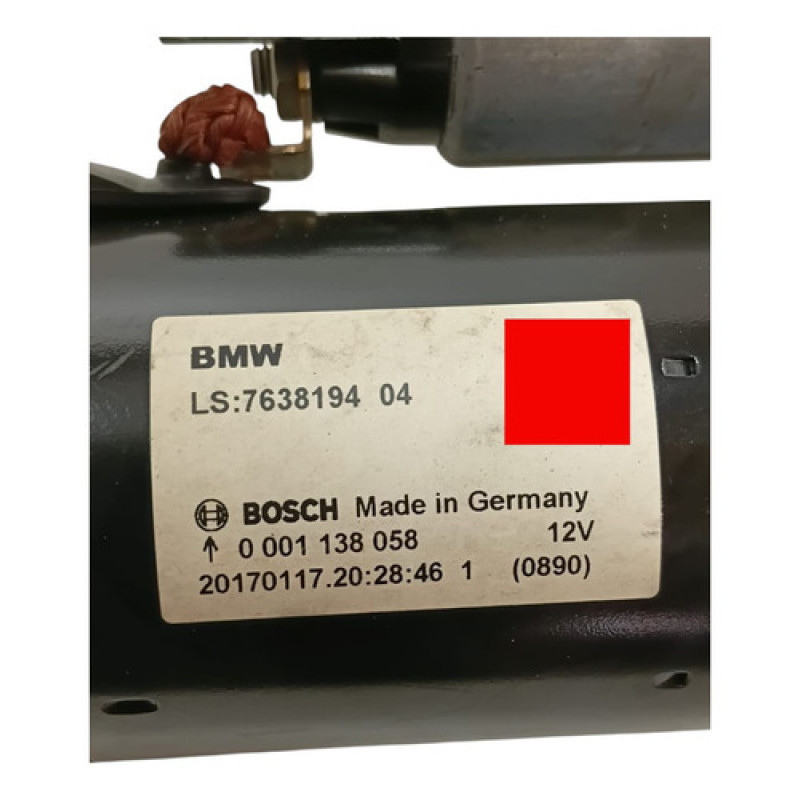 BMW
LS:7638194 04
BOSCH Made in Germany
↑ 0 001 138 058 12V
20170117.20:28:46 1 (0890)